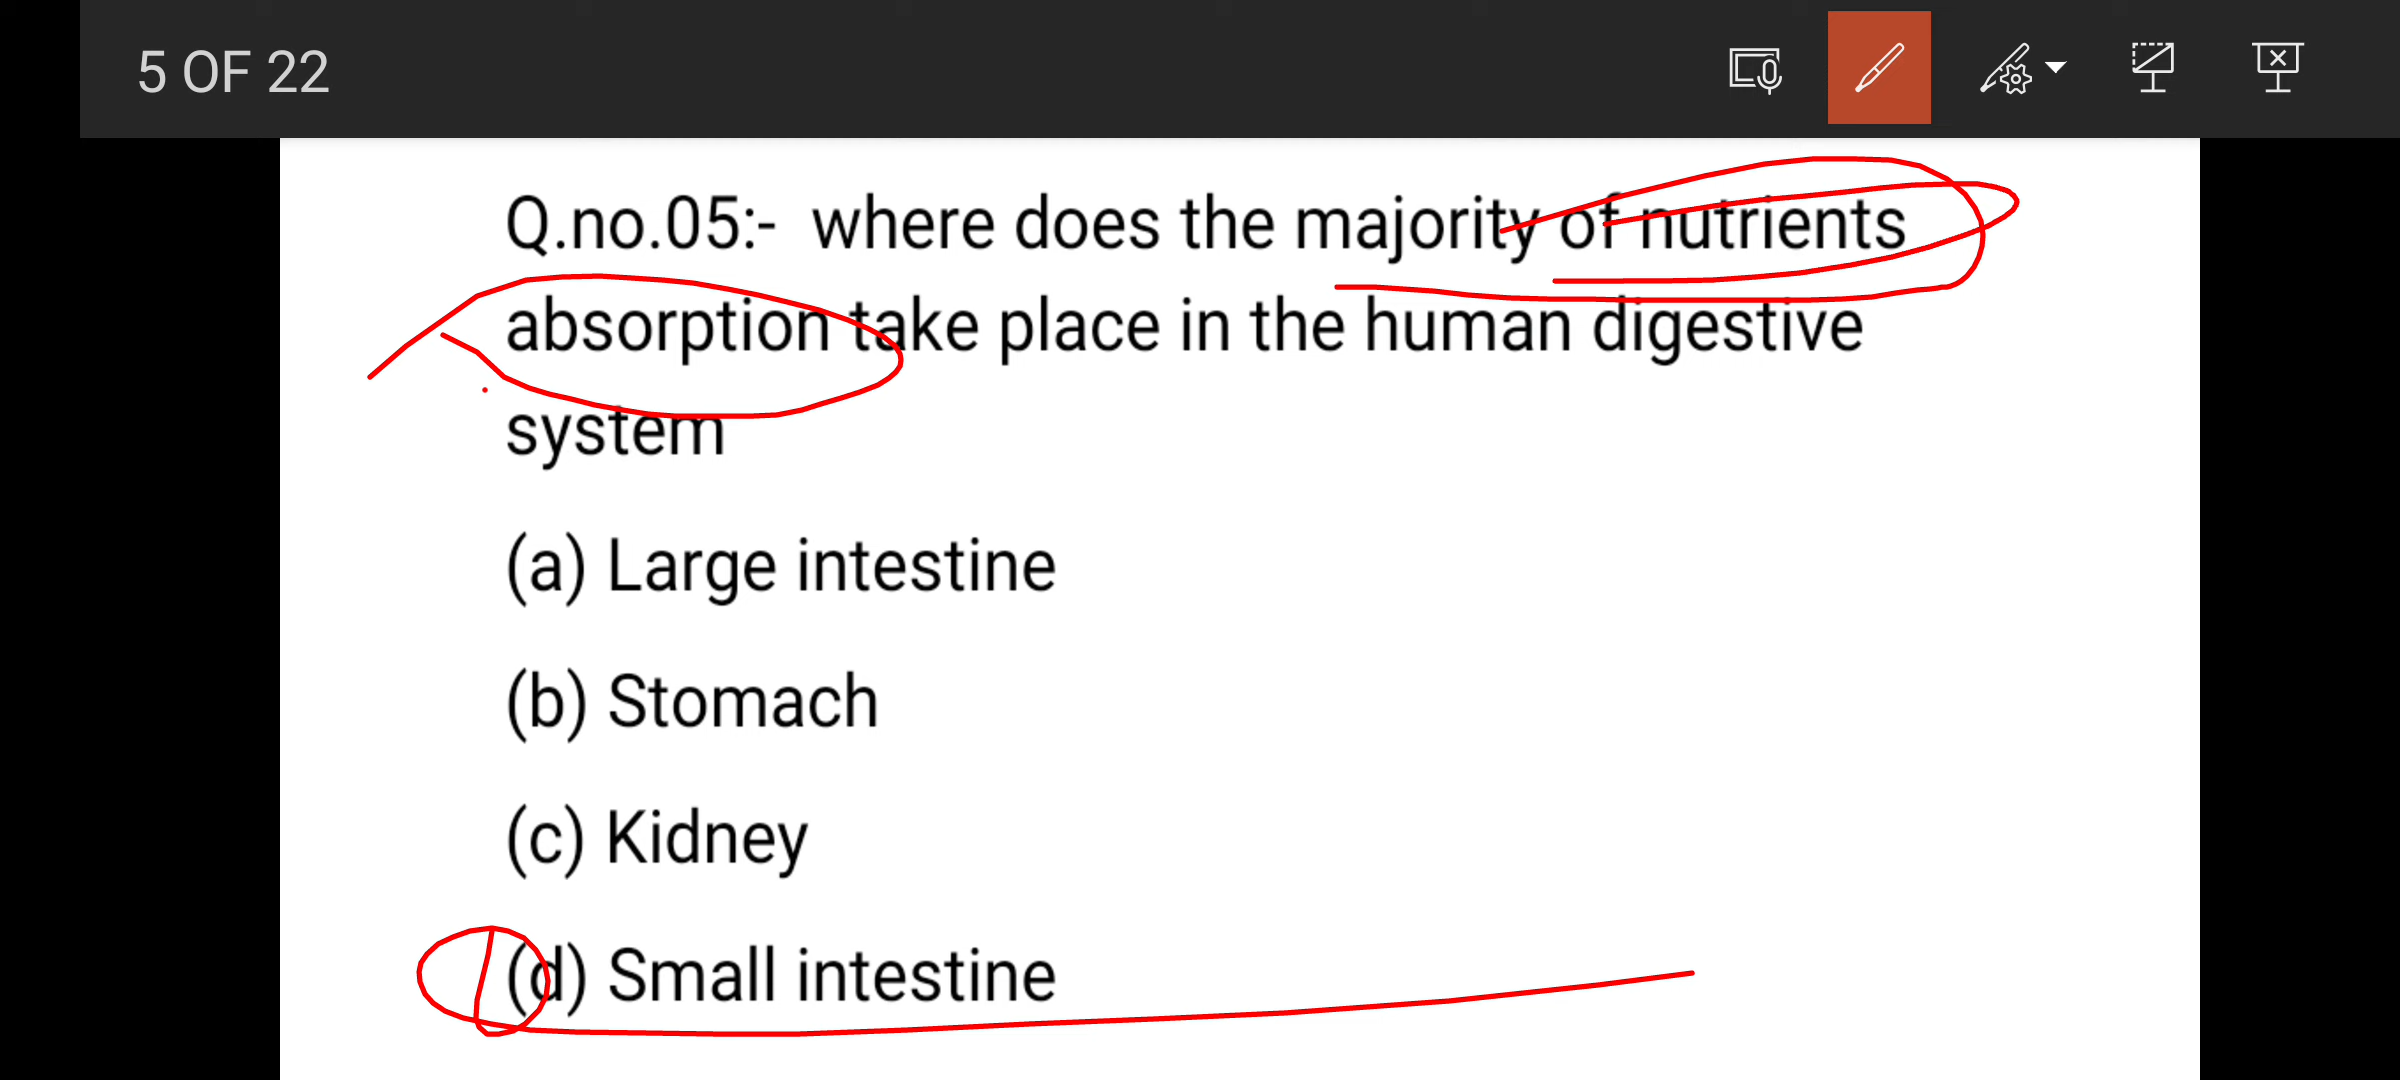 5 OF 22
Q.no.05:- where does the majority of nutrients
absorption take place in the human digestive
system
(a) Large intestine
(b) Stomach
(c) Kidney
(d) Small intestine